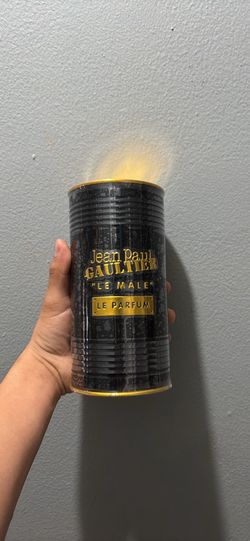 Jean Paul
GAULTIER
"LE MALE"
LE PARFUM